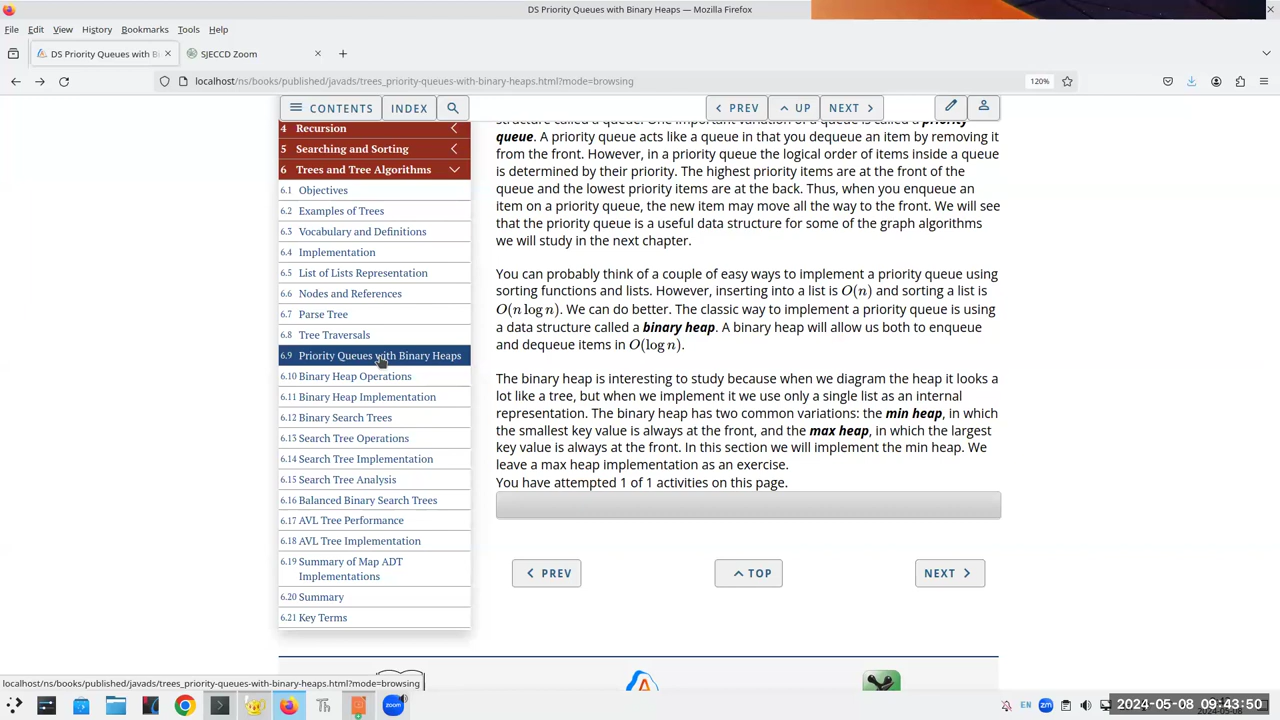 DS Priority Queues with Binary Heaps — Mozilla Firefox
File Edit View History Bookmarks Tools Help
DS Priority Queues with Bi
SJECCD Zoom
localhost/ns/books/published/javads/trees_priority-queues-with-binary-heaps.html?mode=browsing
120%
CONTENTS INDEX PREV UP NEXT
4 Recursion
5 Searching and Sorting
6 Trees and Tree Algorithms
6.1 Objectives
6.2 Examples of Trees
6.3 Vocabulary and Definitions
6.4 Implementation
6.5 List of Lists Representation
6.6 Nodes and References
6.7 Parse Tree
6.8 Tree Traversals
6.9 Priority Queues with Binary Heaps
6.10 Binary Heap Operations
6.11 Binary Heap Implementation
6.12 Binary Search Trees
6.13 Search Tree Operations
6.14 Search Tree Implementation
6.15 Search Tree Analysis
6.16 Balanced Binary Search Trees
6.17 AVL Tree Performance
6.18 AVL Tree Implementation
6.19 Summary of Map ADT
Implementations
6.20 Summary
6.21 Key Terms
structure called a queue. One important variation of a queue is called a priority
queue. A priority queue acts like a queue in that you dequeue an item by removing it
from the front. However, in a priority queue the logical order of items inside a queue
is determined by their priority. The highest priority items are at the front of the
queue and the lowest priority items are at the back. Thus, when you enqueue an
item on a priority queue, the new item may move all the way to the front. We will see
that the priority queue is a useful data structure for some of the graph algorithms
we will study in the next chapter.
You can probably think of a couple of easy ways to implement a priority queue using
sorting functions and lists. However, inserting into a list is O(n) and sorting a list is
O(n log n). We can do better. The classic way to implement a priority queue is using
a data structure called a binary heap. A binary heap will allow us both to enqueue
and dequeue items in O(log n).
The binary heap is interesting to study because when we diagram the heap it looks a
lot like a tree, but when we implement it we use only a single list as an internal
representation. The binary heap has two common variations: the min heap, in which
the smallest key value is always at the front, and the max heap, in which the largest
key value is always at the front. In this section we will implement the min heap. We
leave a max heap implementation as an exercise.
You have attempted 1 of 1 activities on this page.
PREV TOP NEXT
localhost/ns/books/published/javads/trees_priority-queues-with-binary-heaps.html?mode=browsing
Th zoom EN zm 2024-05-08 09:43:50